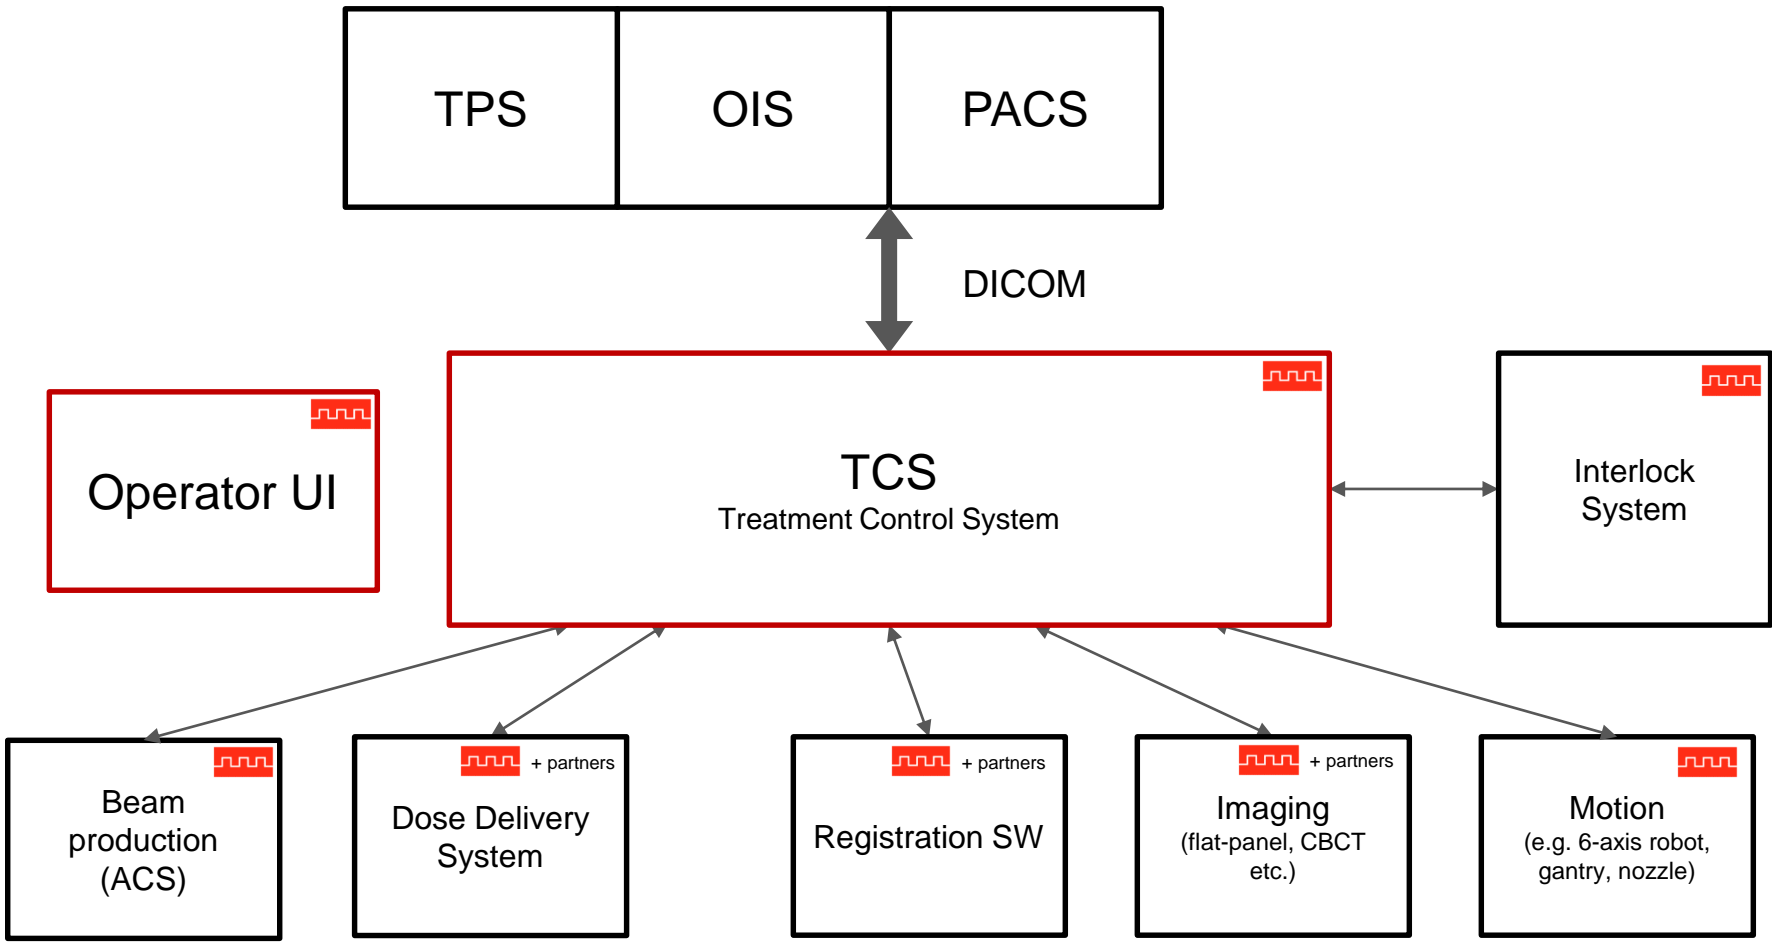 TPS
OIS
PACS
DICOM
Operator UI
TCS
Treatment Control System
Interlock
System
Beam
production
(ACS)
+ partners
Dose Delivery
System
+ partners
Registration SW
+ partners
Imaging
(flat-panel, CBCT
etc.)
Motion
(e.g. 6-axis robot,
gantry, nozzle)